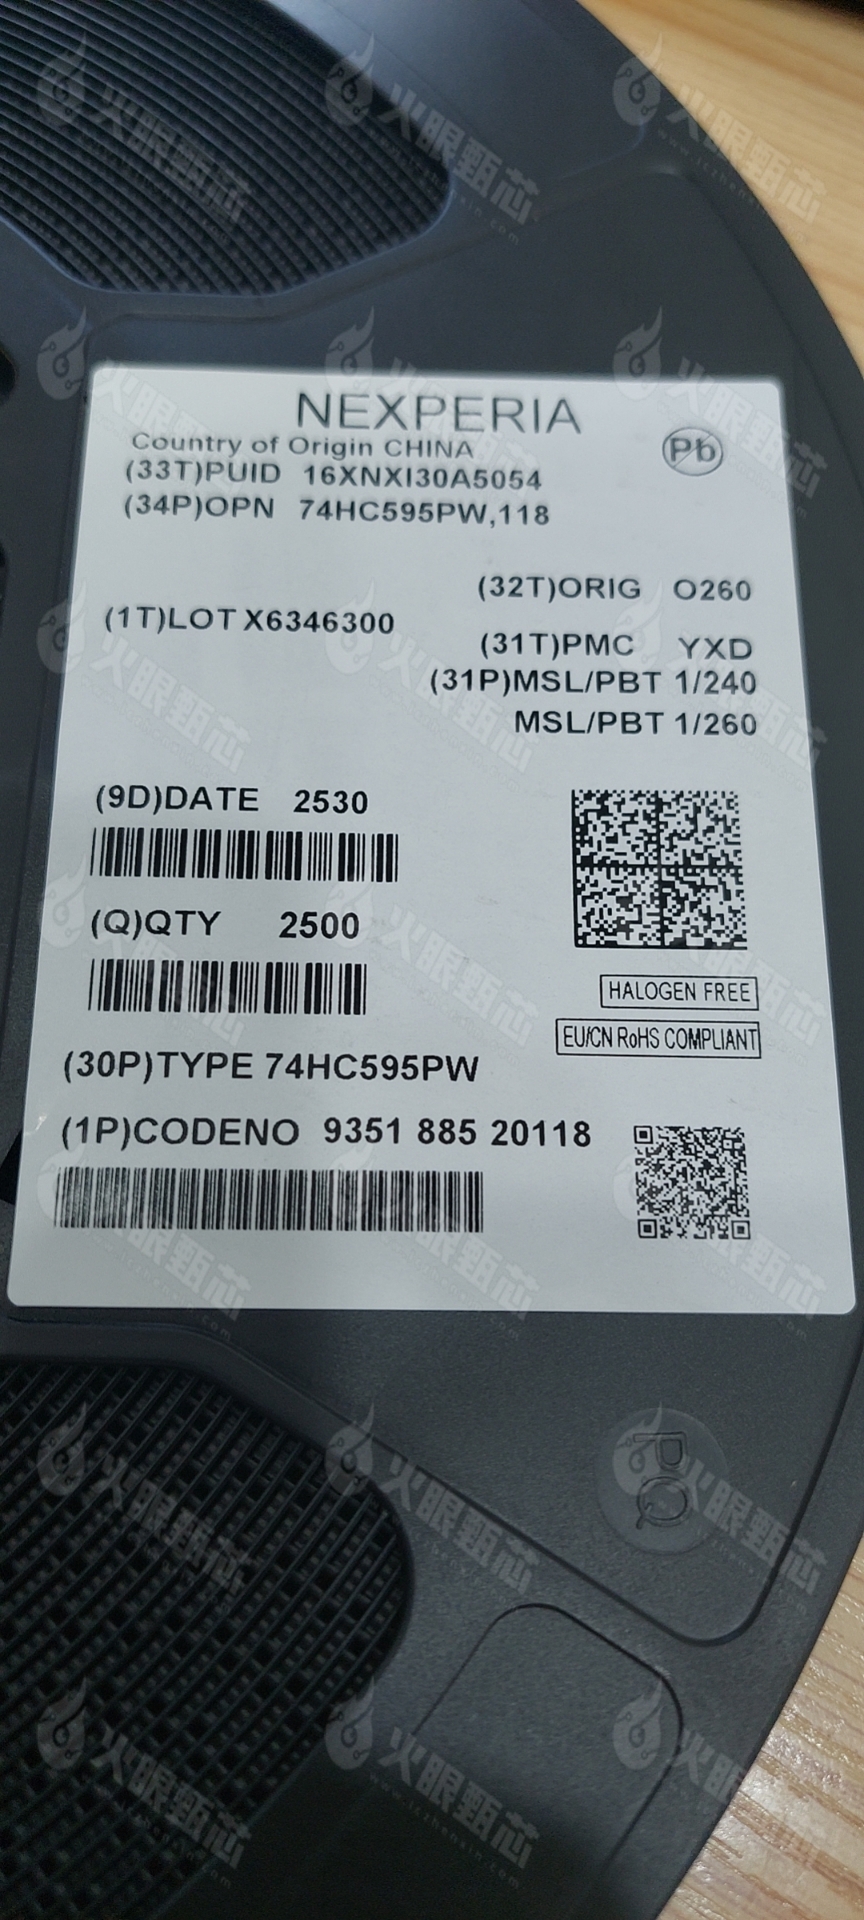 NEXPERIA
Country of Origin CHINA
Pb
(33T)PUID 16XNXI30A5054
(34P)OPN 74HC595PW,118
(32T)ORIG O260
(1T)LOT X6346300
(31T)PMC YXD
(31P)MSL/PBT 1/240
MSL/PBT 1/260
(9D)DATE 2530
(Q)QTY 2500
HALOGEN FREE
EU/CN RoHS COMPLIANT
(30P)TYPE 74HC595PW
(1P)CODENO 9351 885 20118
PQ
火眼甄芯